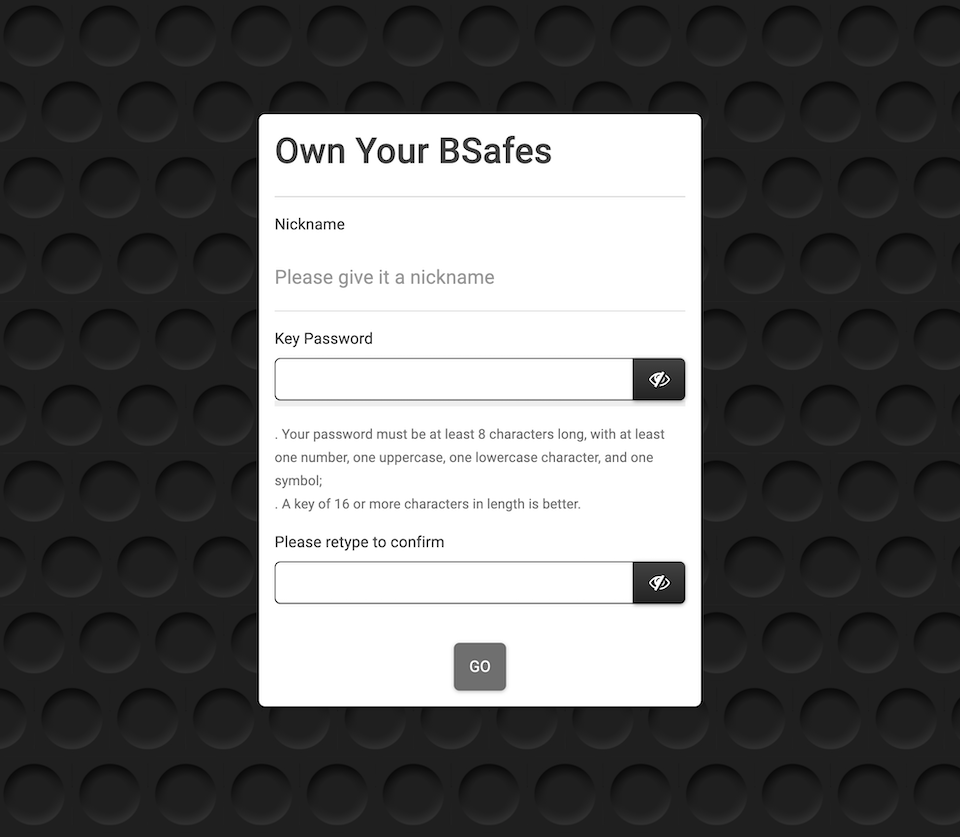 Own Your BSafes
Nickname
Please give it a nickname
Key Password
. Your password must be at least 8 characters long, with at least
one number, one uppercase, one lowercase character, and one
symbol;
. A key of 16 or more characters in length is better.
Please retype to confirm
GO